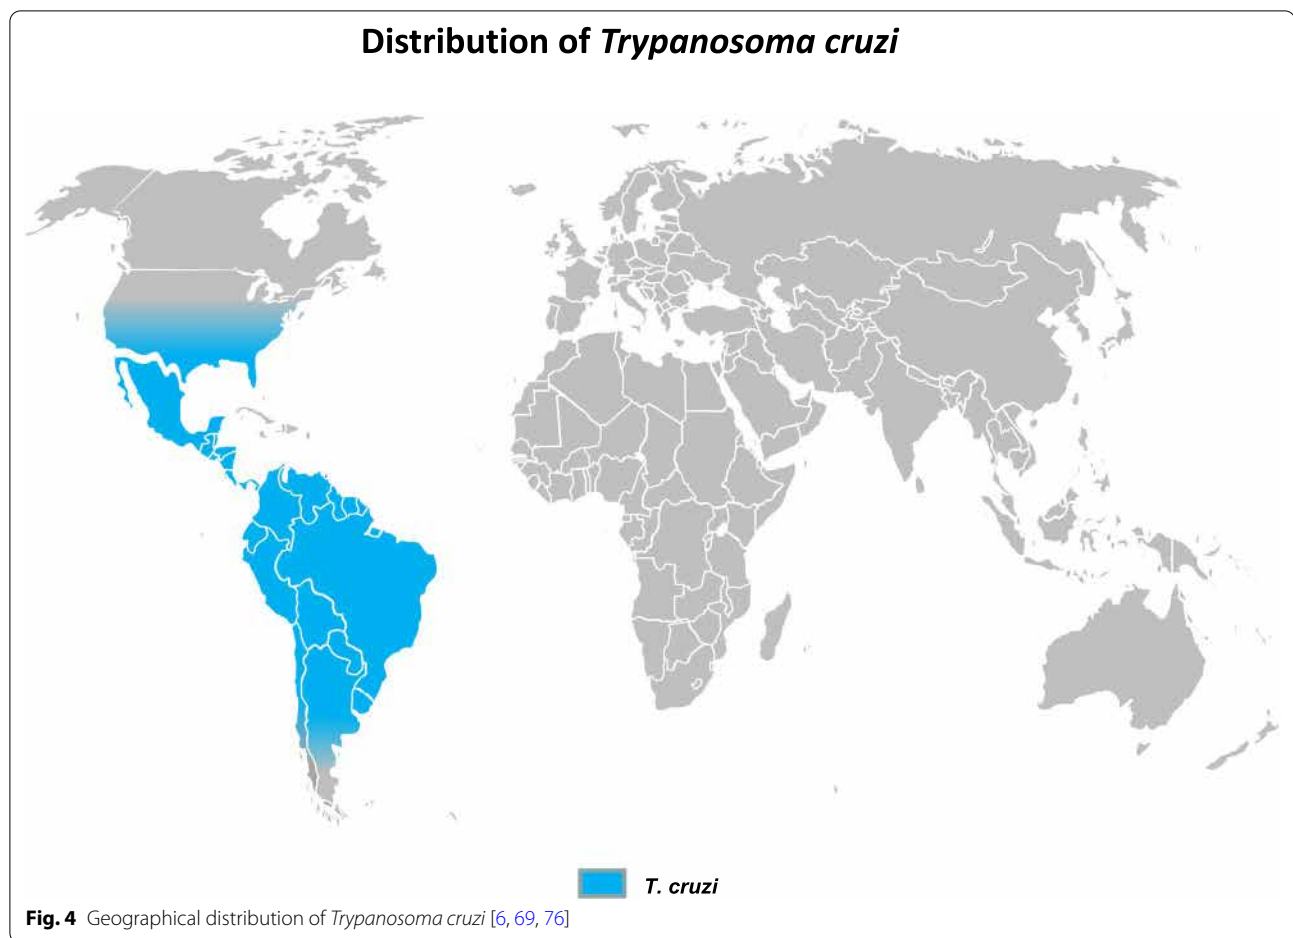 Distribution of Trypanosoma cruzi
T. cruzi
Fig. 4 Geographical distribution of Trypanosoma cruzi [6, 69, 76]